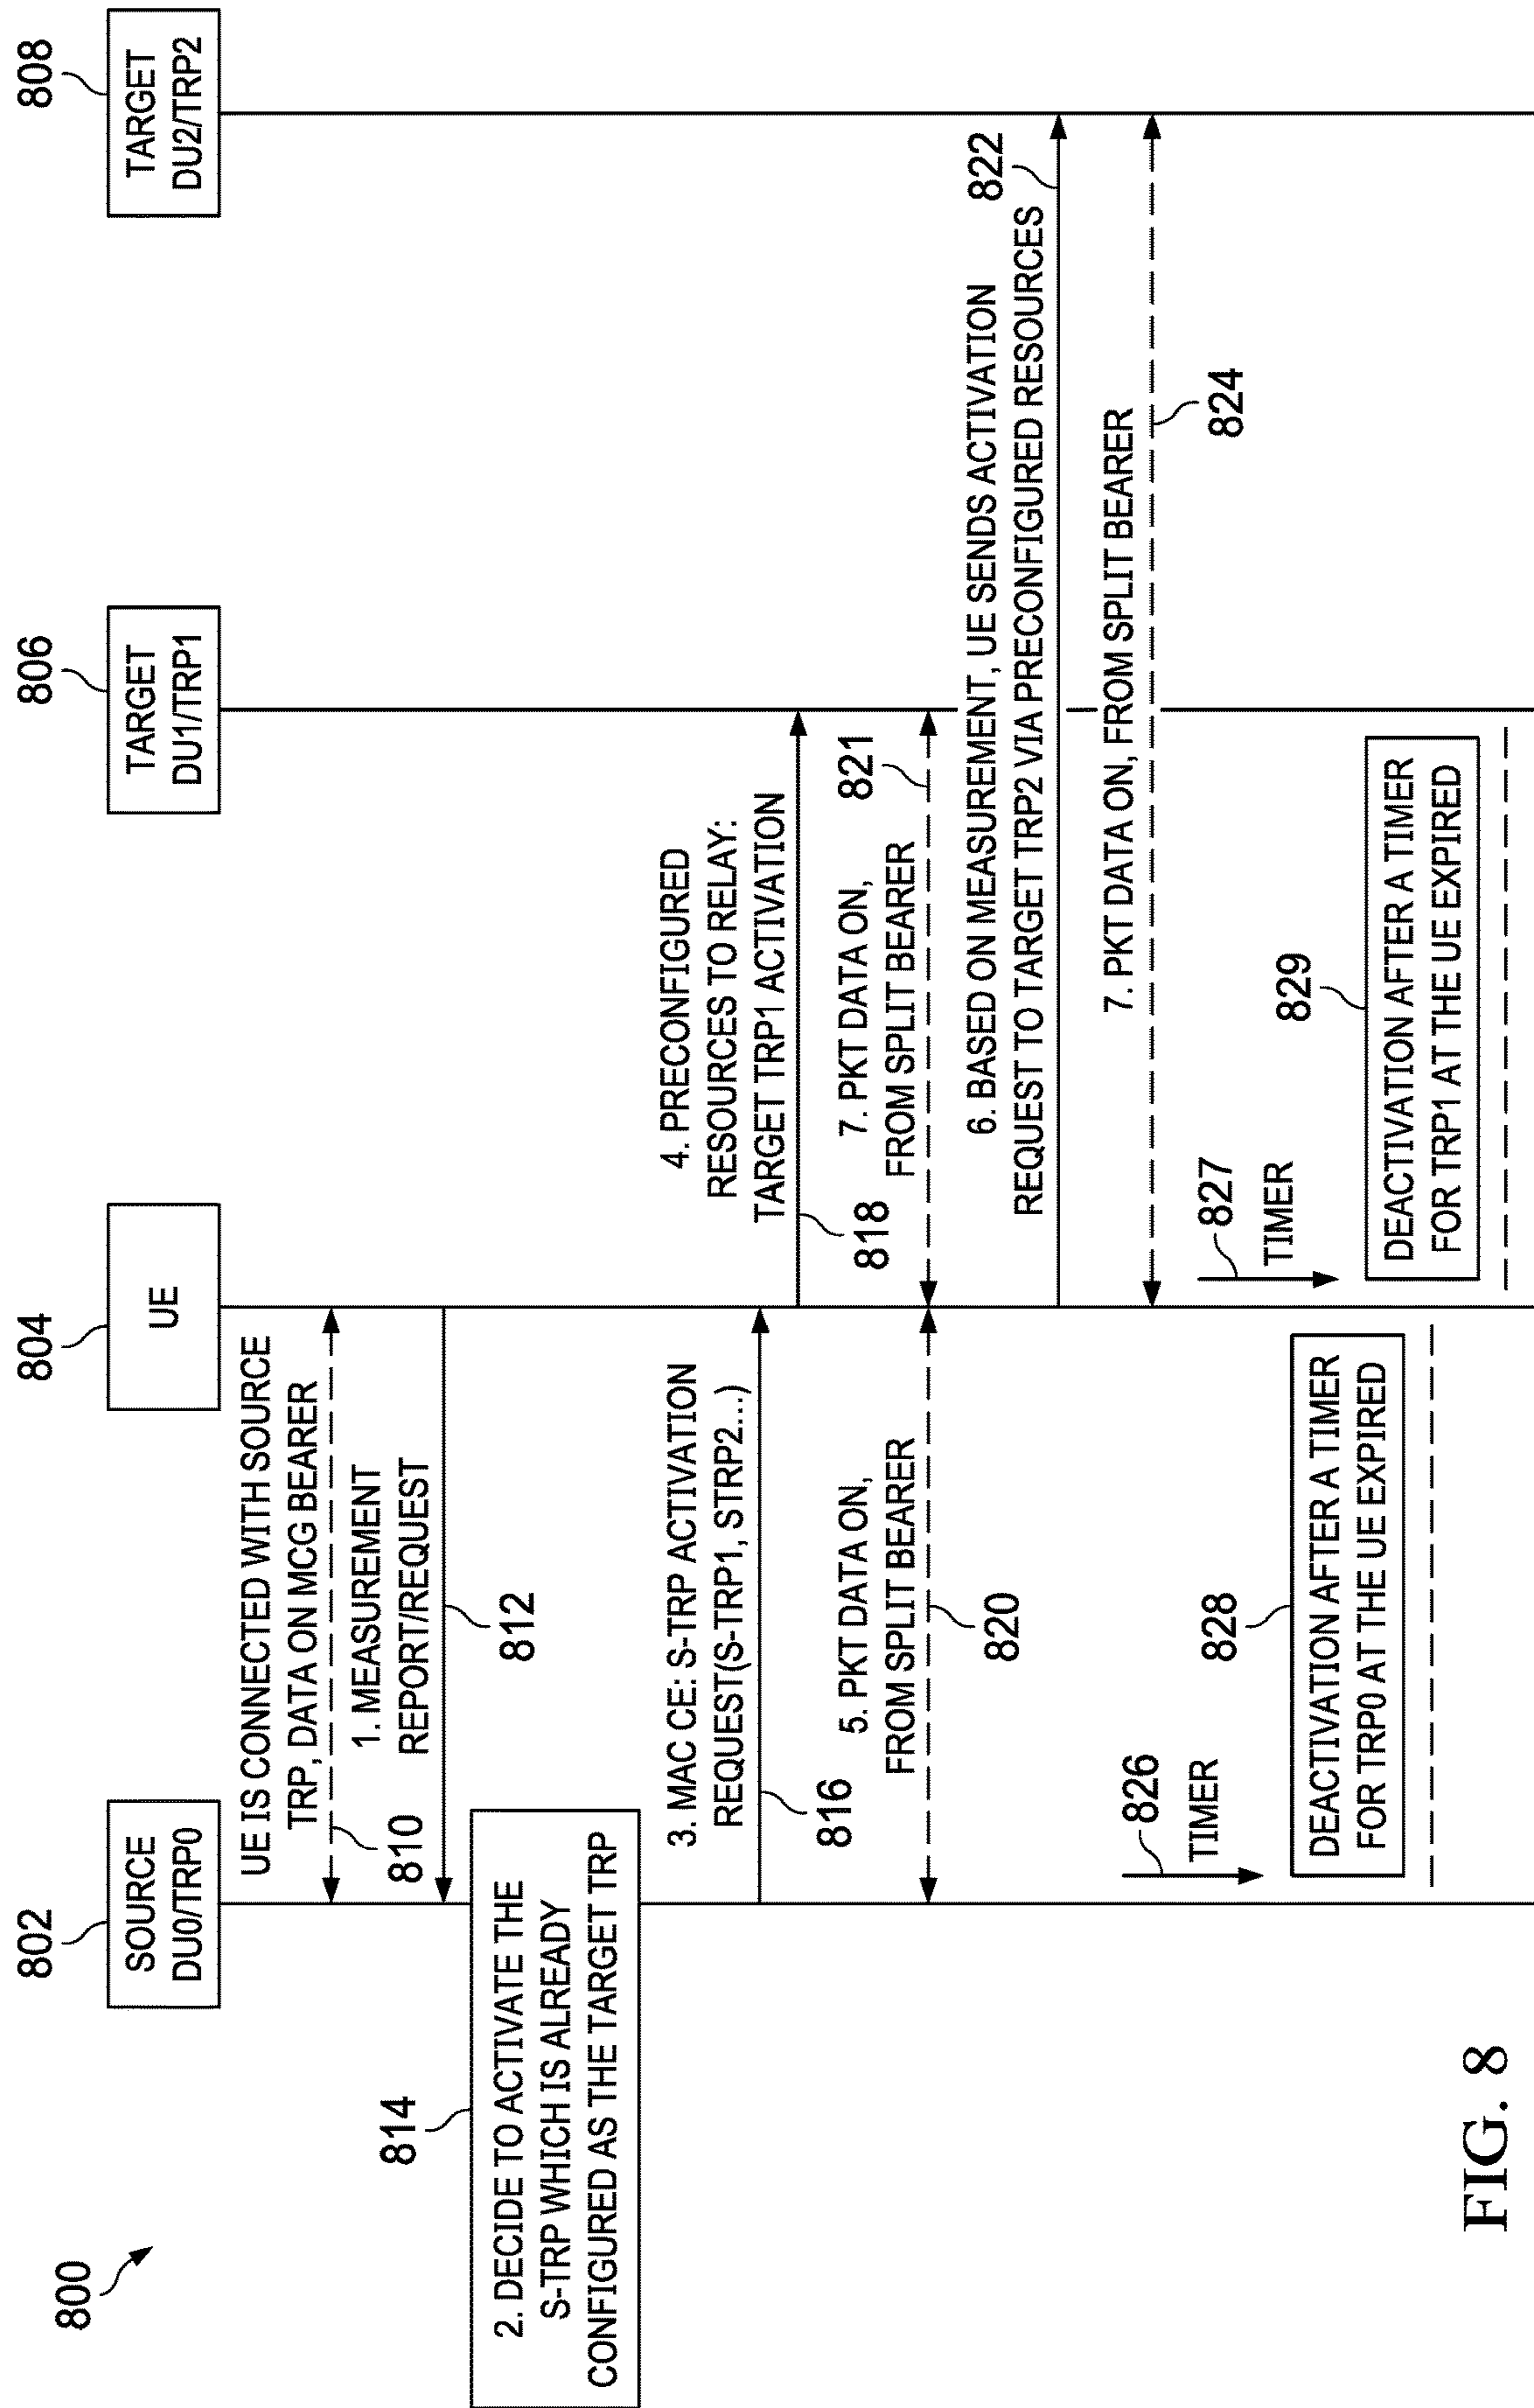 800
802
SOURCE
DU0/TRP0
804
UE
806
TARGET
DU1/TRP1
808
TARGET
DU2/TRP2
UE IS CONNECTED WITH SOURCE
TRP, DATA ON MCG BEARER
810
1. MEASUREMENT
REPORT/REQUEST
812
814
2. DECIDE TO ACTIVATE THE
S-TRP WHICH IS ALREADY
CONFIGURED AS THE TARGET TRP
3. MAC CE: S-TRP ACTIVATION
REQUEST(S-TRP1, STRP2...)
816
4. PRECONFIGURED
RESOURCES TO RELAY:
TARGET TRP1 ACTIVATION
818
5. PKT DATA ON,
FROM SPLIT BEARER
820
7. PKT DATA ON,
FROM SPLIT BEARER
821
6. BASED ON MEASUREMENT, UE SENDS ACTIVATION
REQUEST TO TARGET TRP2 VIA PRECONFIGURED RESOURCES
822
7. PKT DATA ON, FROM SPLIT BEARER
824
826
TIMER
827
TIMER
828
DEACTIVATION AFTER A TIMER
FOR TRP0 AT THE UE EXPIRED
829
DEACTIVATION AFTER A TIMER
FOR TRP1 AT THE UE EXPIRED
FIG. 8